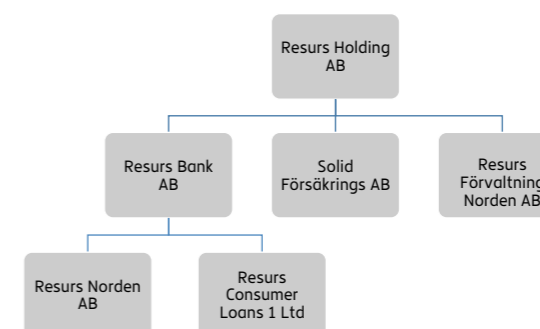 Resurs Holding
AB
Resurs Bank
AB
Solid
Försäkrings AB
Resurs
Förvaltning
Norden AB
Resurs Norden
AB
Resurs
Consumer
Loans 1 Ltd